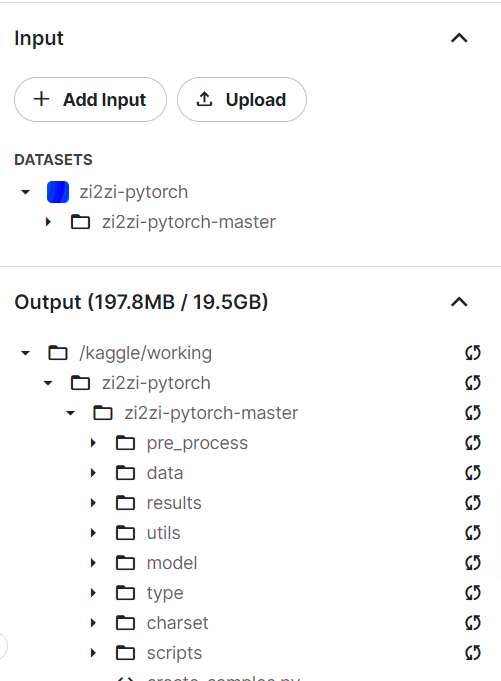 Input
Add Input
Upload
DATASETS
zi2zi-pytorch
zi2zi-pytorch-master
Output (197.8MB / 19.5GB)
/kaggle/working
zi2zi-pytorch
zi2zi-pytorch-master
pre_process
data
results
utils
model
type
charset
scripts